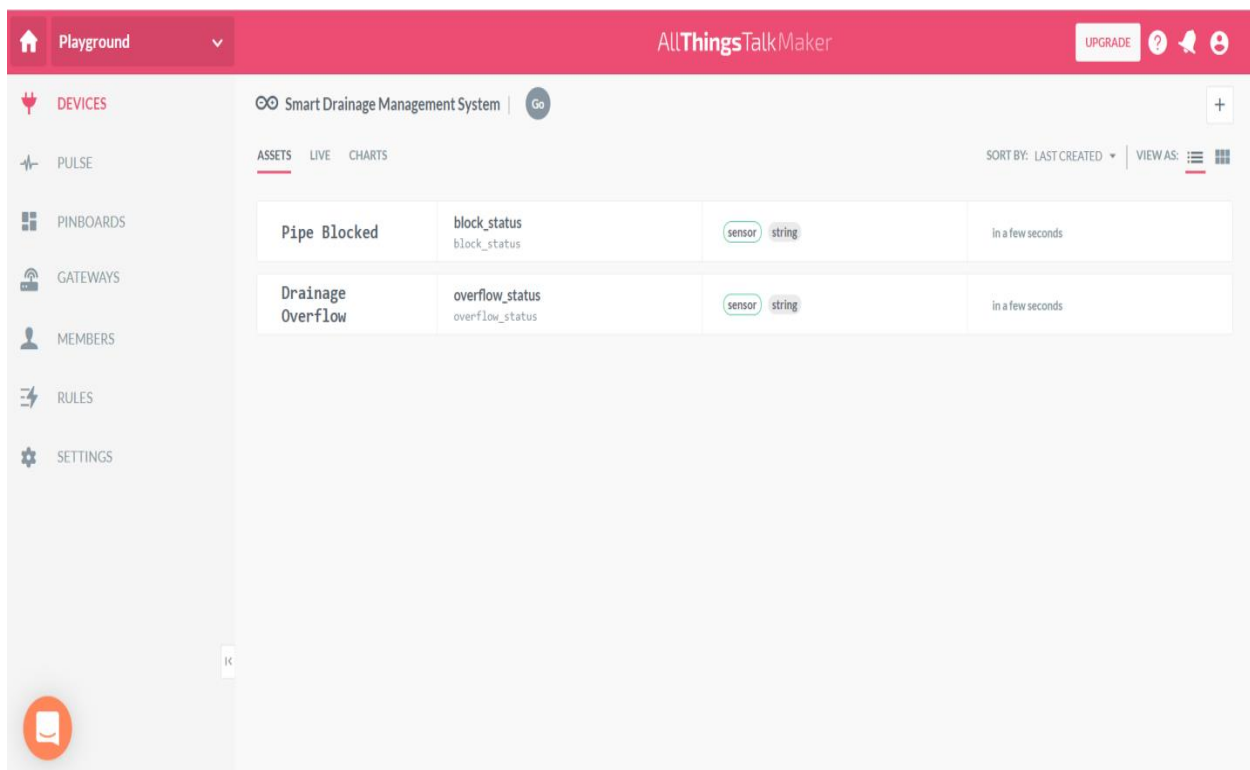 Playground
AllThingsTalkMaker
UPGRADE
?
DEVICES
PULSE
PINBOARDS
GATEWAYS
MEMBERS
RULES
SETTINGS
Smart Drainage Management System | Go
+
ASSETS LIVE CHARTS
SORT BY: LAST CREATED VIEW AS:
Pipe Blocked
block_status
block_status
sensor string
in a few seconds
Drainage
Overflow
overflow_status
overflow_status
sensor string
in a few seconds